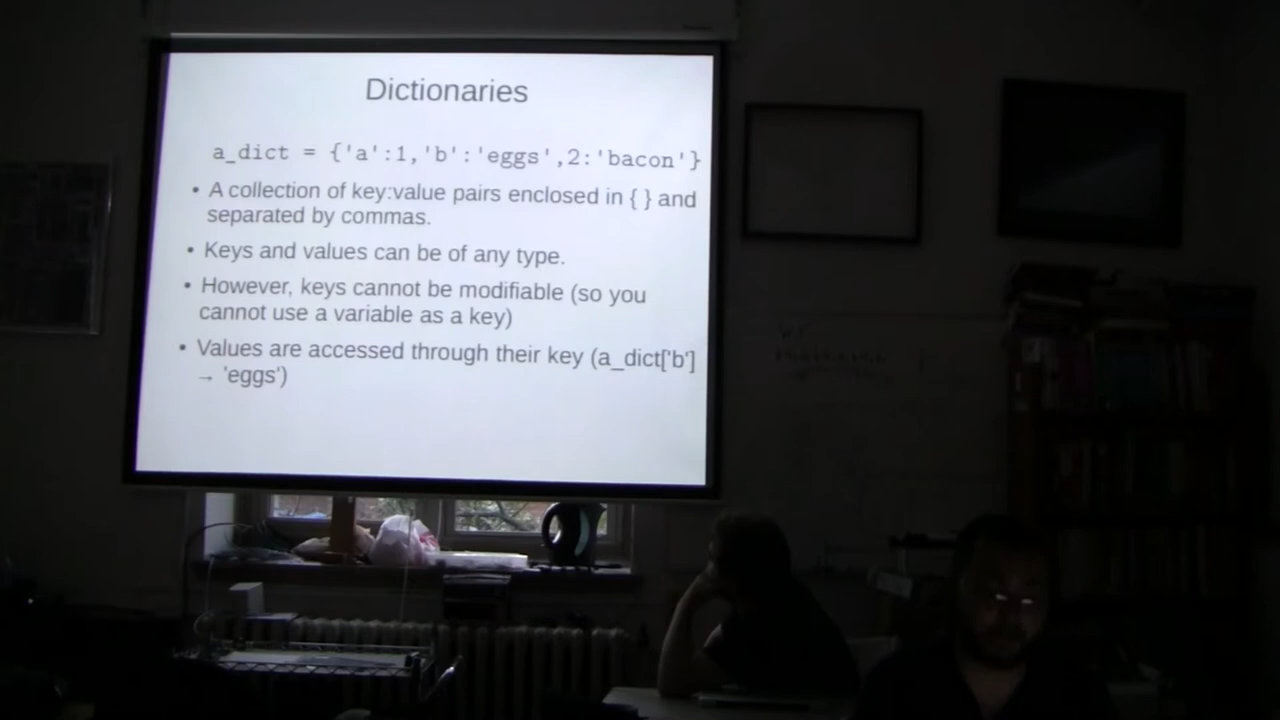 Dictionaries
a_dict = {'a':1,'b':'eggs',2:'bacon'}
• A collection of key:value pairs enclosed in { } and
separated by commas.
• Keys and values can be of any type.
• However, keys cannot be modifiable (so you
cannot use a variable as a key)
• Values are accessed through their key (a_dict['b']
→ 'eggs')